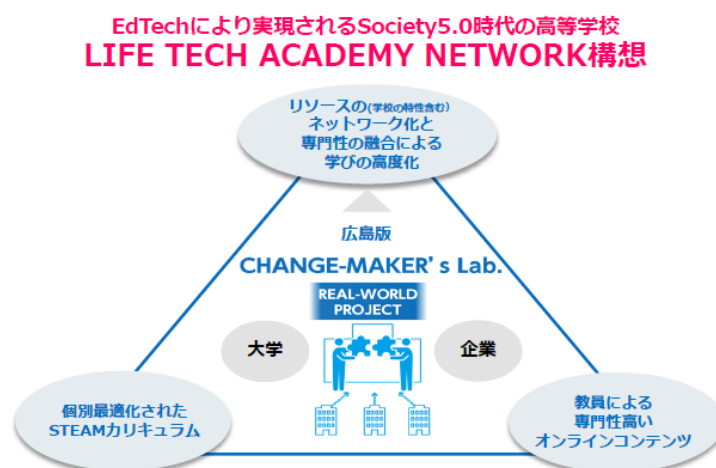 EdTechにより実現されるSociety5.0時代の高等学校
LIFE TECH ACADEMY NETWORK構想
リソースの(学校の特性含む)
ネットワーク化と
専門性の融合による
学びの高度化
広島版
CHANGE-MAKER's Lab.
REAL-WORLD
PROJECT
大学
企業
個別最適化された
STEAMカリキュラム
教員による
専門性高い
オンラインコンテンツ